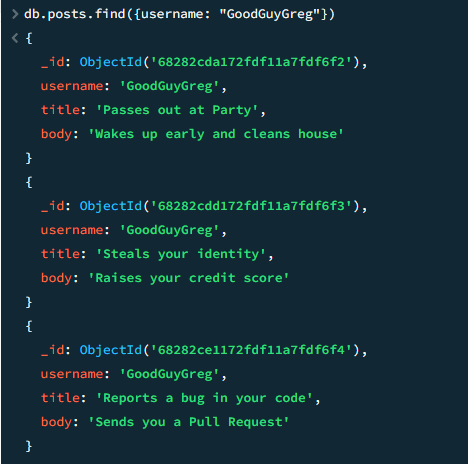 > db.posts.find({username: "GoodGuyGreg"})
< {
_id: ObjectId('68282cda172fdf11a7fdf6f2'),
username: 'GoodGuyGreg',
title: 'Passes out at Party',
body: 'Wakes up early and cleans house'
}
{
_id: ObjectId('68282cdd172fdf11a7fdf6f3'),
username: 'GoodGuyGreg',
title: 'Steals your identity',
body: 'Raises your credit score'
}
{
_id: ObjectId('68282ce1172fdf11a7fdf6f4'),
username: 'GoodGuyGreg',
title: 'Reports a bug in your code',
body: 'Sends you a Pull Request'
}